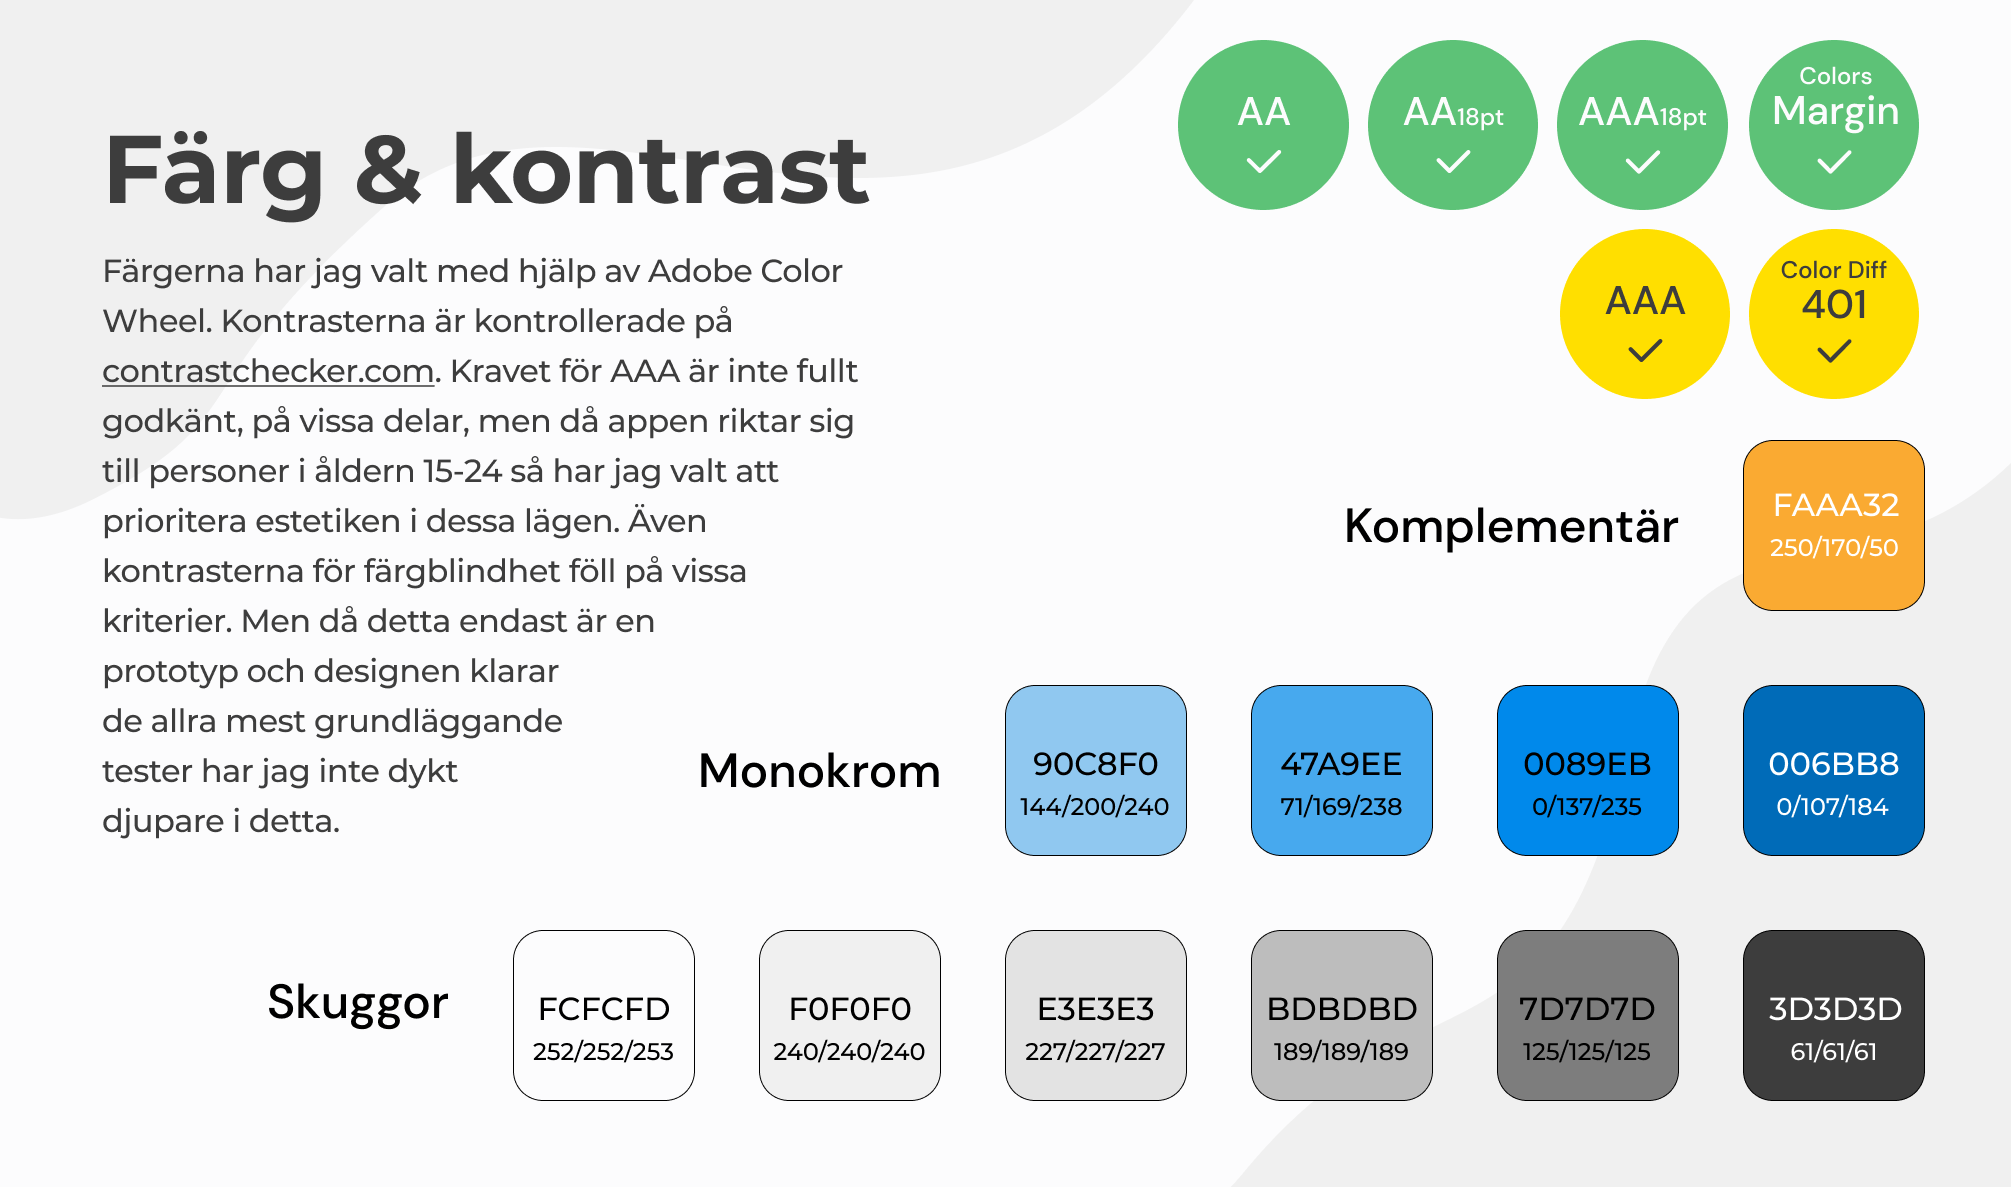 Färg & kontrast
Färgerna har jag valt med hjälp av Adobe Color
Wheel. Kontrasterna är kontrollerade på
contrastchecker.com. Kravet för AAA är inte fullt
godkänt, på vissa delar, men då appen riktar sig
till personer i åldern 15-24 så har jag valt att
prioritera estetiken i dessa lägen. Även
kontrasterna för färgblindhet föll på vissa
kriterier. Men då detta endast är en
prototyp och designen klarar
de allra mest grundläggande
tester har jag inte dykt
djupare i detta.
AA
AA18pt
AAA18pt
Colors
Margin
AAA
Color Diff
401
Komplementär
FAAA32
250/170/50
Monokrom
90C8F0
144/200/240
47A9EE
71/169/238
0089EB
0/137/235
006BB8
0/107/184
Skuggor
FCFCFD
252/252/253
F0F0F0
240/240/240
E3E3E3
227/227/227
BDBDBD
189/189/189
7D7D7D
125/125/125
3D3D3D
61/61/61